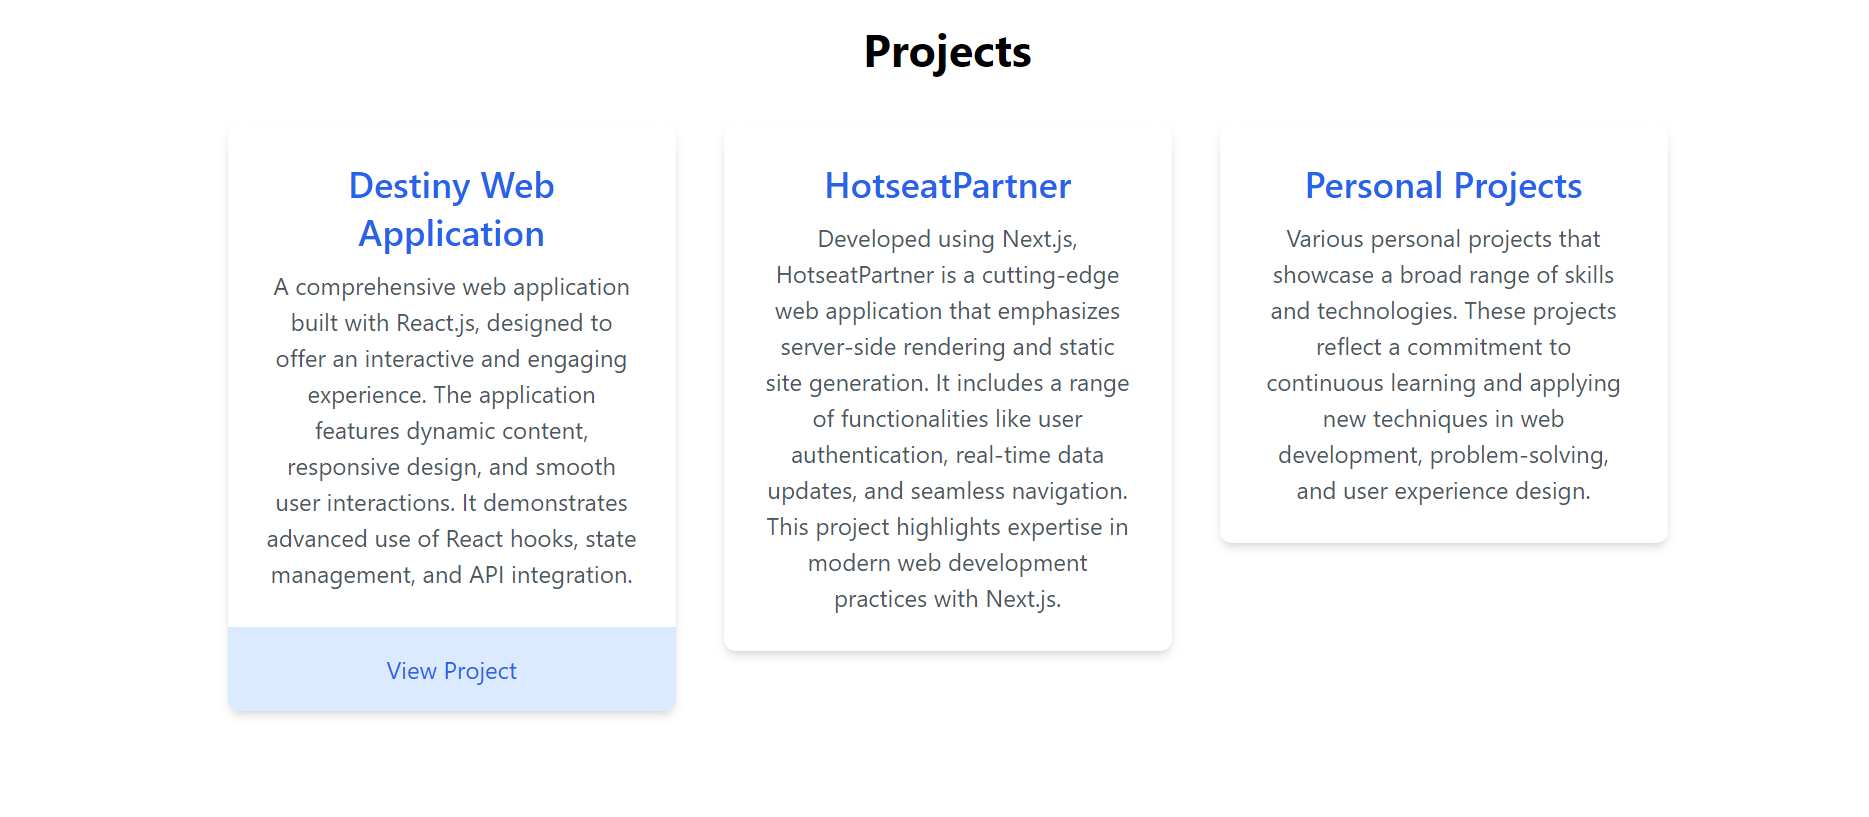 Projects
Destiny Web
Application
A comprehensive web application
built with React.js, designed to
offer an interactive and engaging
experience. The application
features dynamic content,
responsive design, and smooth
user interactions. It demonstrates
advanced use of React hooks, state
management, and API integration.
View Project
HotseatPartner
Developed using Next.js,
HotseatPartner is a cutting-edge
web application that emphasizes
server-side rendering and static
site generation. It includes a range
of functionalities like user
authentication, real-time data
updates, and seamless navigation.
This project highlights expertise in
modern web development
practices with Next.js.
Personal Projects
Various personal projects that
showcase a broad range of skills
and technologies. These projects
reflect a commitment to
continuous learning and applying
new techniques in web
development, problem-solving,
and user experience design.